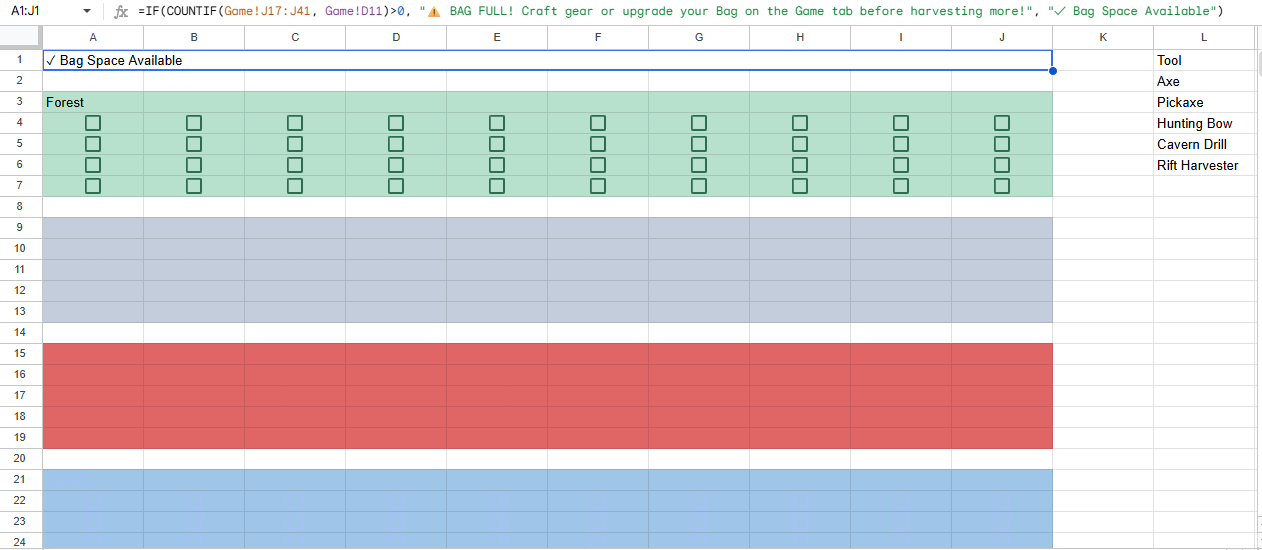 A1:J1 fx =IF(COUNTIF(Game!J17:J41, Game!D11)>0, "⚠️ BAG FULL! Craft gear or upgrade your Bag on the Game tab before harvesting more!", "✓ Bag Space Available")
A B C D E F G H I J K L
1 ✓ Bag Space Available Tool
2 Axe
3 Forest Pickaxe
4 Hunting Bow
5 Cavern Drill
6 Rift Harvester
7
8
9
10
11
12
13
14
15
16
17
18
19
20
21
22
23
24